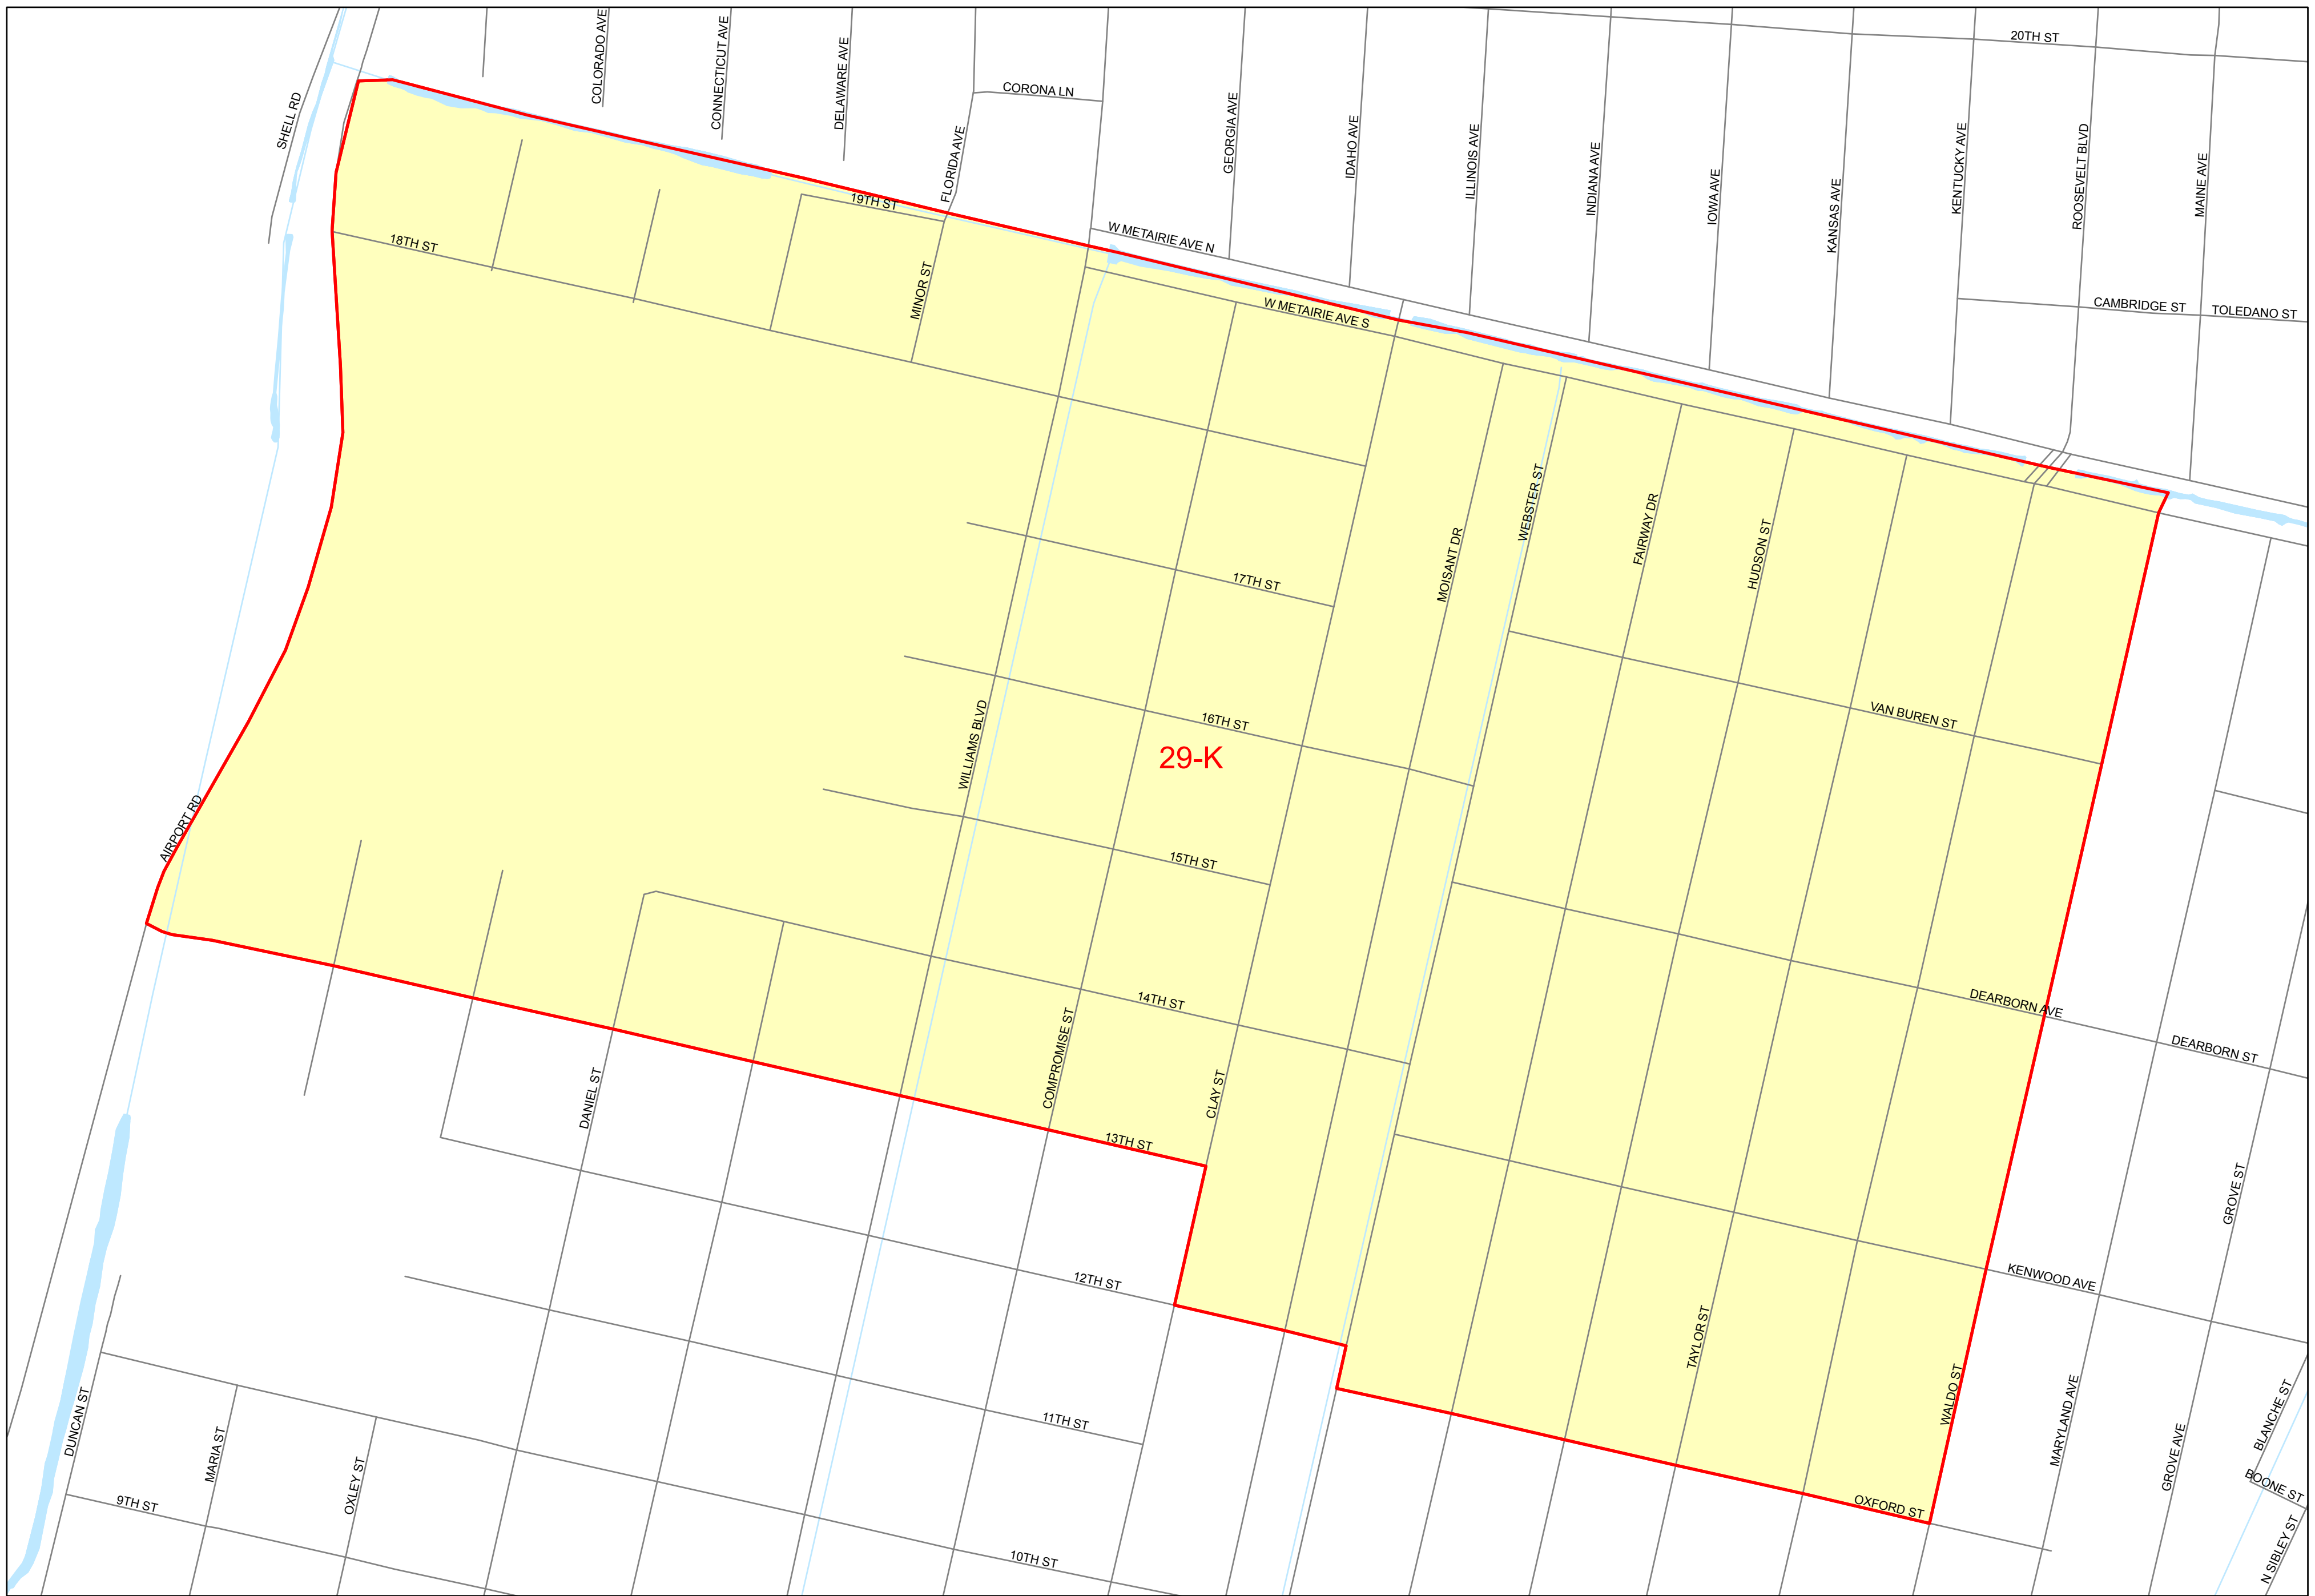 COLORADO AVE
CONNECTICUT AVE
DELAWARE AVE
20TH ST
SHELL RD
CORONA LN
GEORGIA AVE
IDAHO AVE
ILLINOIS AVE
INDIANA AVE
IOWA AVE
KANSAS AVE
KENTUCKY AVE
ROOSEVELT BLVD
MAINE AVE
FLORIDA AVE
19TH ST
18TH ST
W METAIRIE AVE N
MINOR ST
W METAIRIE AVE S
CAMBRIDGE ST
TOLEDANO ST
WEBSTER ST
FAIRWAY DR
HUDSON ST
MOISANT DR
17TH ST
WILLIAMS BLVD
16TH ST
VAN BUREN ST
29-K
AIRPORT RD
15TH ST
14TH ST
DEARBORN AVE
DEARBORN ST
COMPROMISE ST
CLAY ST
DANIEL ST
13TH ST
GROVE ST
12TH ST
KENWOOD AVE
TAYLOR ST
WALDO ST
MARYLAND AVE
BLANCHE ST
DUNCAN ST
MARIA ST
OXLEY ST
11TH ST
GROVE AVE
BOONE ST
9TH ST
OXFORD ST
10TH ST
N SIBLEY ST